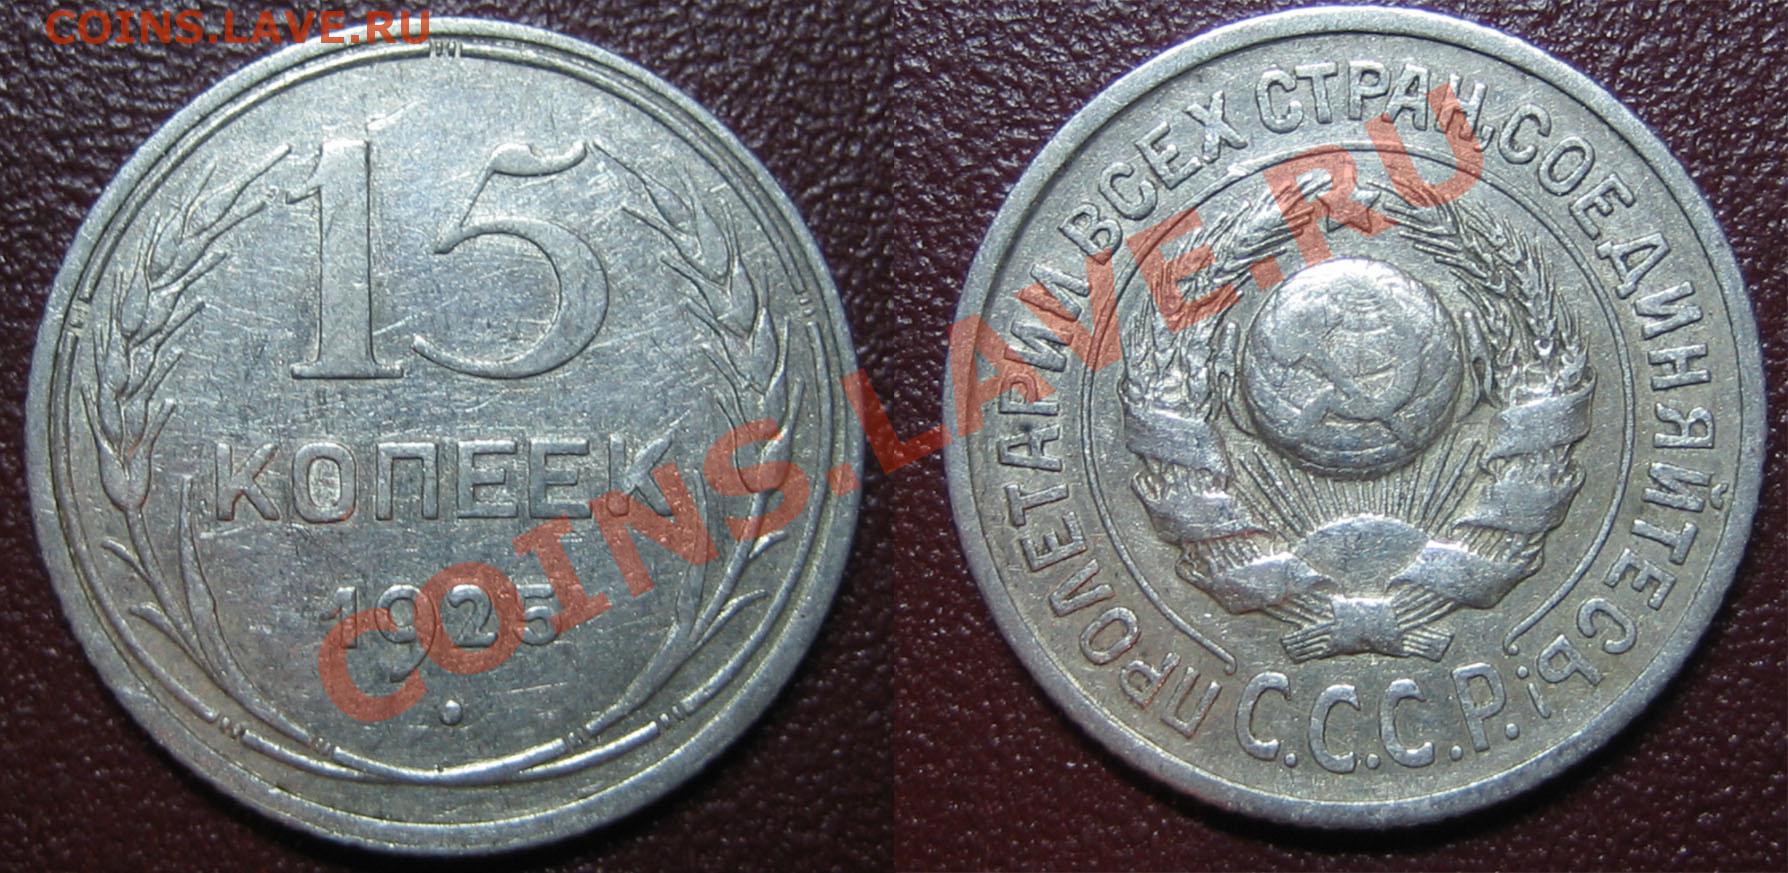 COINS.LAVE.RU
15
КОПЕЕК
1925
ПРОЛЕТАРИИ ВСЕХ СТРАН, СОЕДИНЯЙТЕСЬ!
С.С.С.Р.
COINS.LAVE.RU